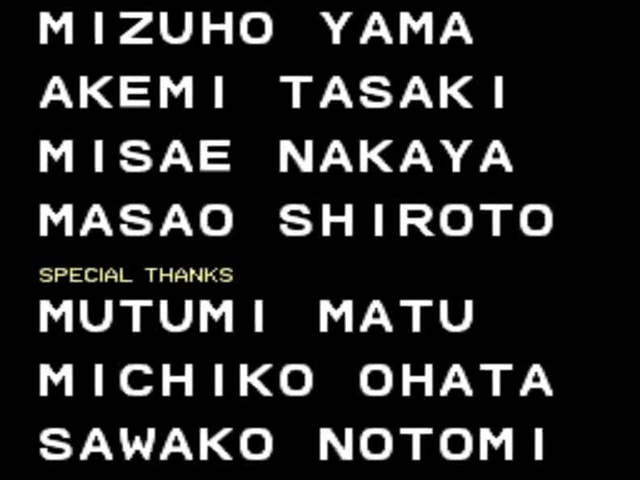 MIZUHO YAMA
AKEMI TASAKI
MISAE NAKAYA
MASAO SHIROTO
SPECIAL THANKS
MUTUMI MATU
MICHIKO OHATA
SAWAKO NOTOMI